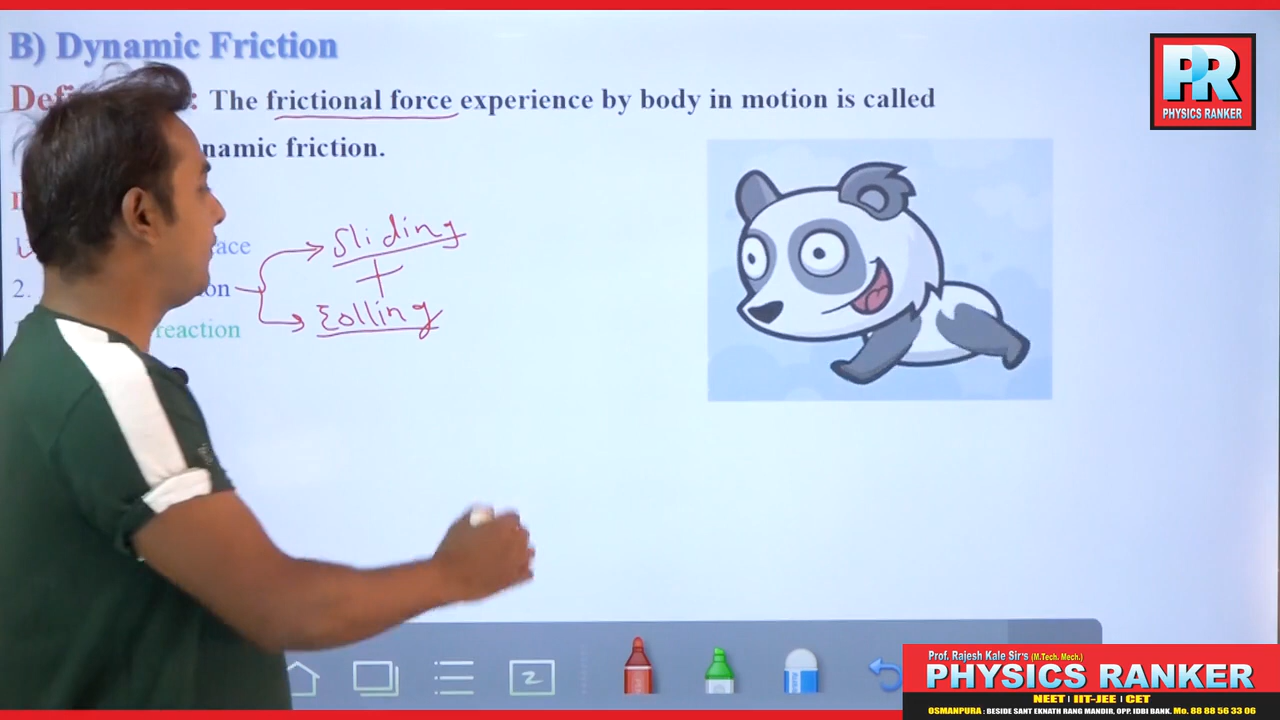 B) Dynamic Friction
: The frictional force experience by body in motion is called
namic friction.
ace
2. on
reaction
Sliding
+
Rolling
PR
PHYSICS RANKER
2
Prof. Rajesh Kale Sir's (M.Tech. Mech.)
PHYSICS RANKER
NEET | IIT-JEE | CET
OSMANPURA : BESIDE SANT EKNATH RANG MANDIR, OPP. IDBI BANK. Mo. 88 88 56 33 06